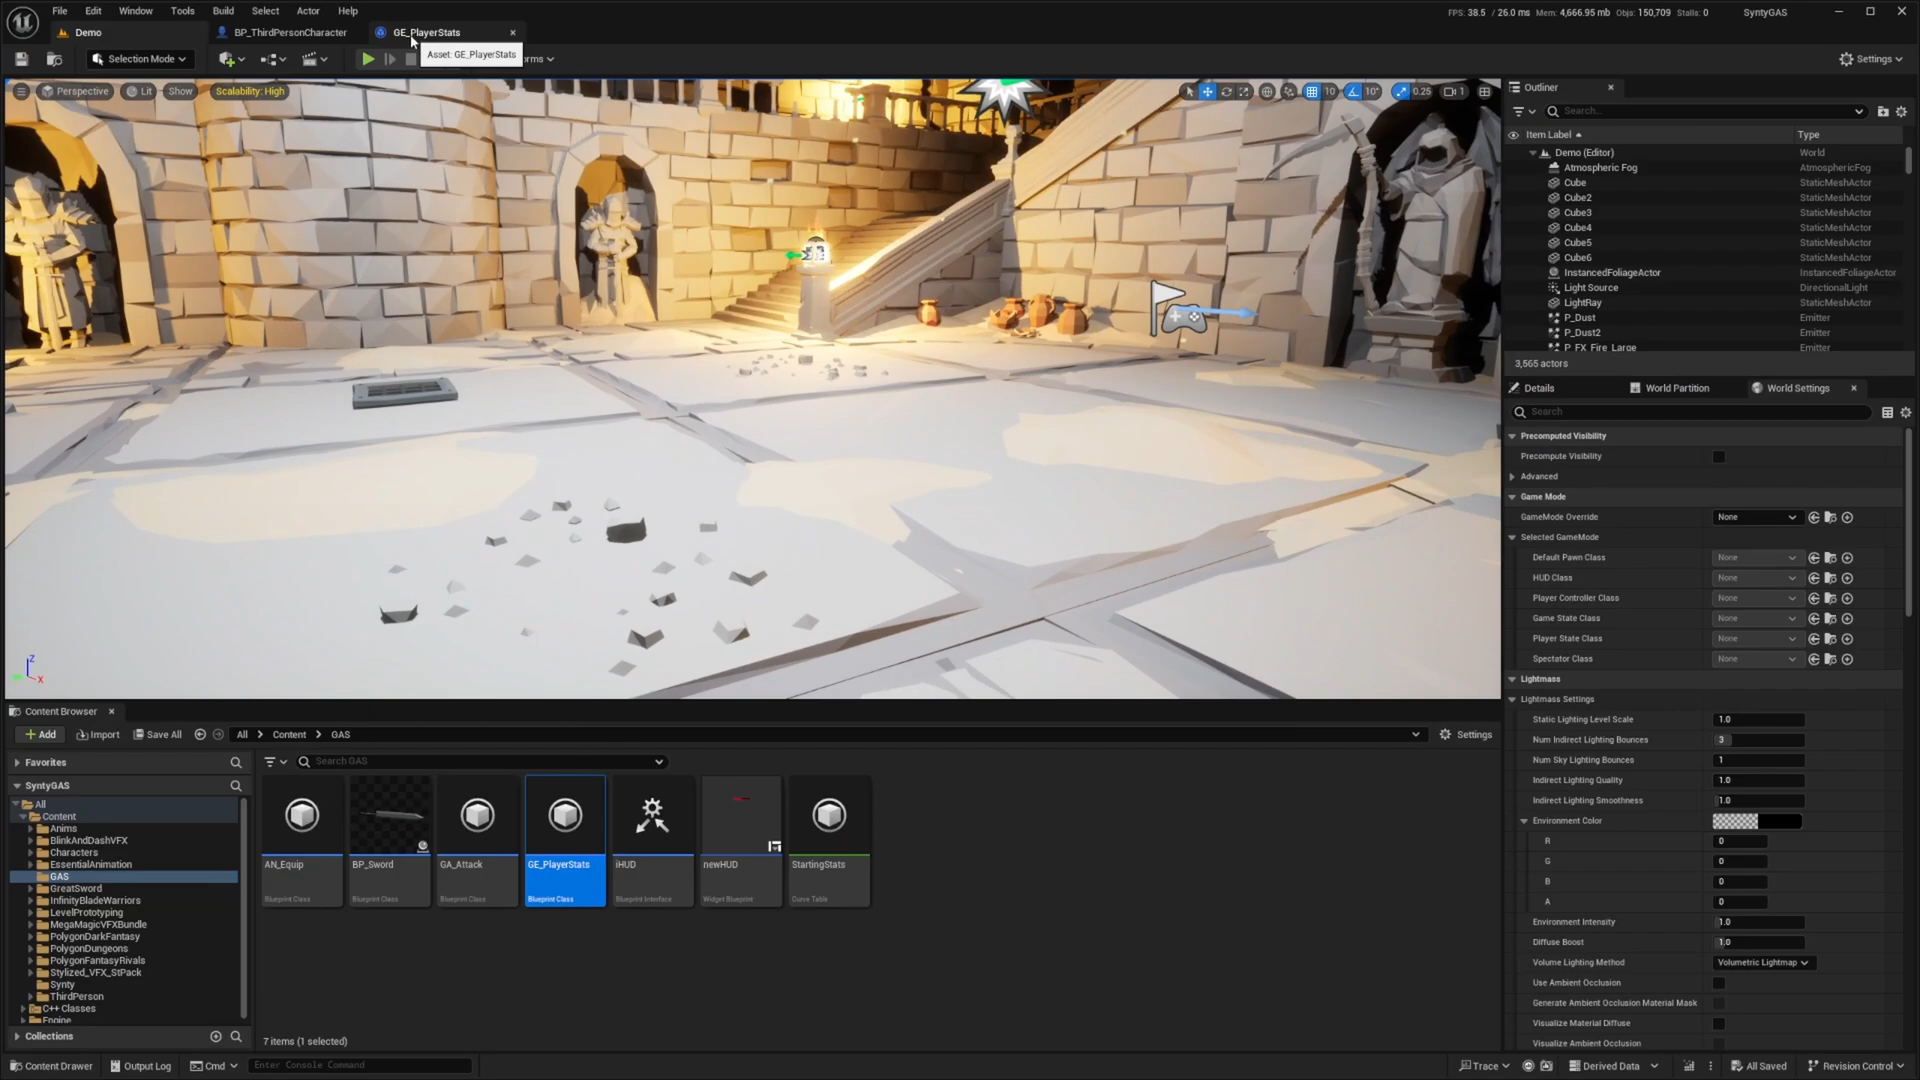 File Edit Window Tools Build Select Actor Help
FPS: 38.5 / 26.0 ms Mem: 4,666.95 mb Objs: 150,709 Stalls: 0 SyntyGAS
Demo BP_ThirdPersonCharacter GE_PlayerStats
Asset: GE_PlayerStats
Selection Mode
Settings
Perspective Lit Show Scalability: High
10 10° 0.25 1
Outliner
Search...
Item Label Type
Demo (Editor) World
Atmospheric Fog AtmosphericFog
Cube StaticMeshActor
Cube2 StaticMeshActor
Cube3 StaticMeshActor
Cube4 StaticMeshActor
Cube5 StaticMeshActor
Cube6 StaticMeshActor
InstancedFoliageActor InstancedFoliageActor
Light Source DirectionalLight
LightRay StaticMeshActor
P_Dust Emitter
P_Dust2 Emitter
P_FX_Fire_Large Emitter
3,565 actors
Details World Partition World Settings
Search
Precomputed Visibility
Precompute Visibility
Advanced
Game Mode
GameMode Override None
Selected GameMode
Default Pawn Class None
HUD Class None
Player Controller Class None
Game State Class None
Player State Class None
Spectator Class None
Lightmass
Lightmass Settings
Static Lighting Level Scale 1.0
Num Indirect Lighting Bounces 3
Num Sky Lighting Bounces 1
Indirect Lighting Quality 1.0
Indirect Lighting Smoothness 1.0
Environment Color
R 0
G 0
B 0
A 0
Environment Intensity 1.0
Diffuse Boost 1.0
Volume Lighting Method Volumetric Lightmap
Use Ambient Occlusion
Generate Ambient Occlusion Material Mask
Visualize Material Diffuse
Visualize Ambient Occlusion
Z
X
Content Browser
Add Import Save All All Content GAS
Settings
Favorites
Search GAS
SyntyGAS
All
Content
Anims
BlinkAndDashVFX
Characters
EssentialAnimation
GAS
GreatSword
InfinityBladeWarriors
LevelPrototyping
MegaMagicVFXBundle
PolygonDarkFantasy
PolygonDungeons
PolygonFantasyRivals
Stylized_VFX_StPack
Synty
ThirdPerson
C++ Classes
Engine
Collections
AN_Equip BP_Sword GA_Attack GE_PlayerStats iHUD newHUD StartingStats
Blueprint Class Blueprint Class Blueprint Class Blueprint Class Blueprint Interface Widget Blueprint Curve Table
7 items (1 selected)
Content Drawer Output Log Cmd Enter Console Command
Trace Derived Data All Saved Revision Control